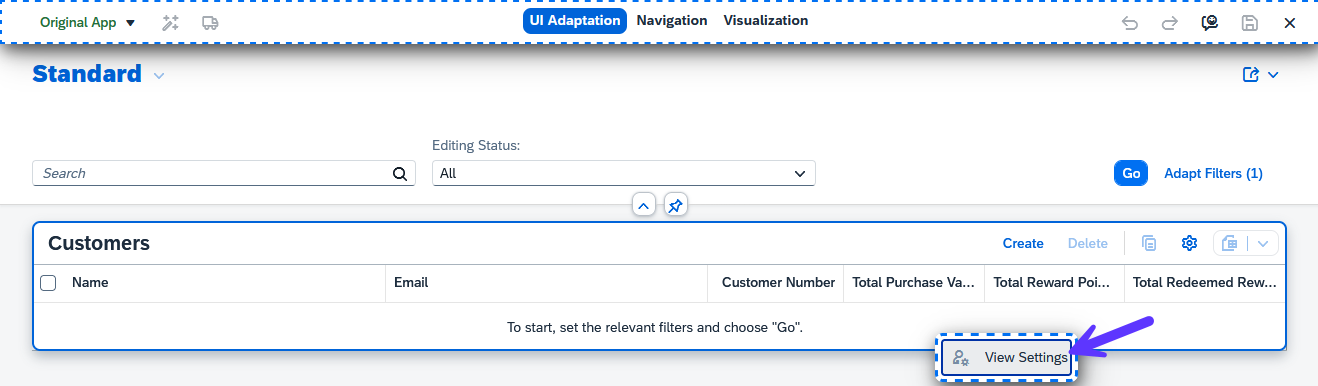 Original App UI Adaptation Navigation Visualization
Standard
Editing Status:
Search All Go Adapt Filters (1)
Customers Create Delete
Name Email Customer Number Total Purchase Va... Total Reward Poi... Total Redeemed Rew...
To start, set the relevant filters and choose "Go".
View Settings